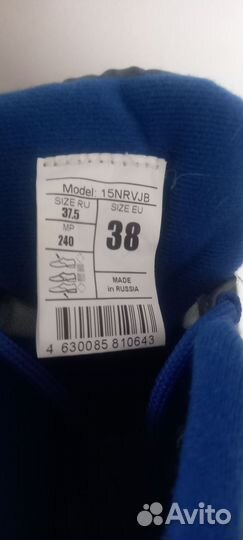 Model: 15NRVJB
SIZE RU
37.5
MP
240
SIZE EU
38
MADE
in RUSSIA
4 630085 810643
Avito